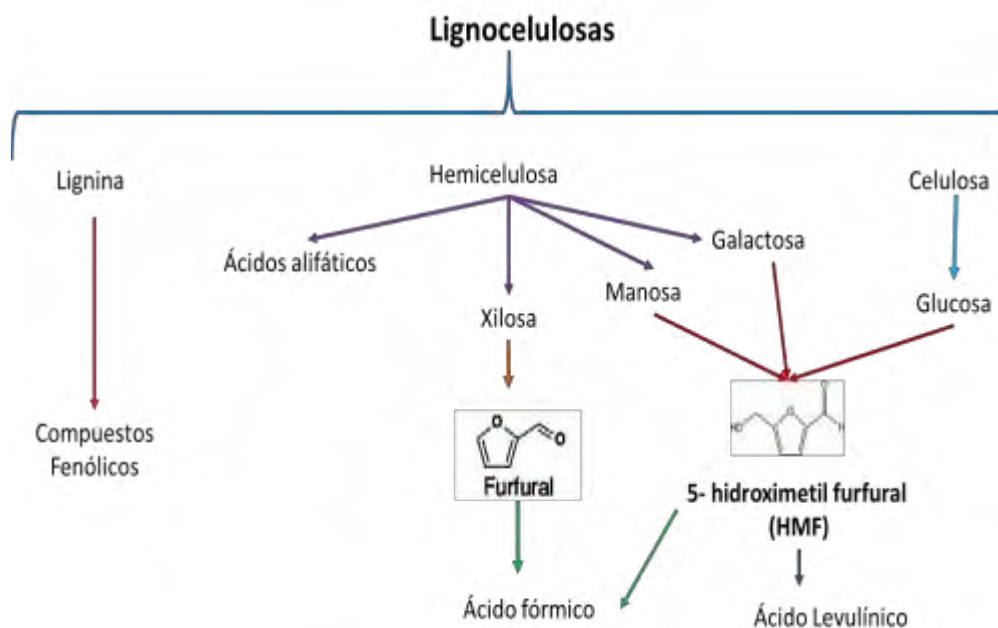 Lignocelulosas
Lignina
Hemicelulosa
Celulosa
Ácidos alifáticos
Galactosa
Manosa
Glucosa
Xilosa
Compuestos
Fenólicos
O
O
Furfural
HO
O
O
H
5- hidroximetil furfural
(HMF)
Ácido fórmico
Ácido Levulínico